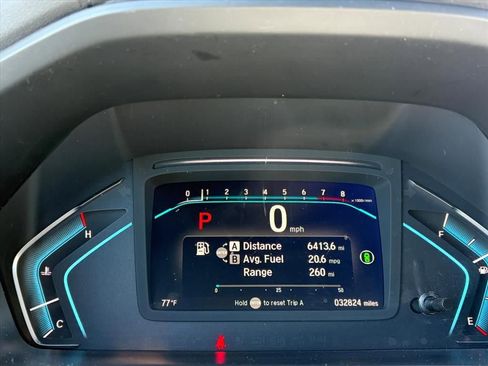 0 1 2 3 4 5 6 7 8 x 1000r/min
P 0
mph
H F
A Distance 6413.6 mi
B Avg. Fuel 20.6 mpg
Range 260 mi
0 25 50
C E
77°F Hold to reset Trip A 032824 miles